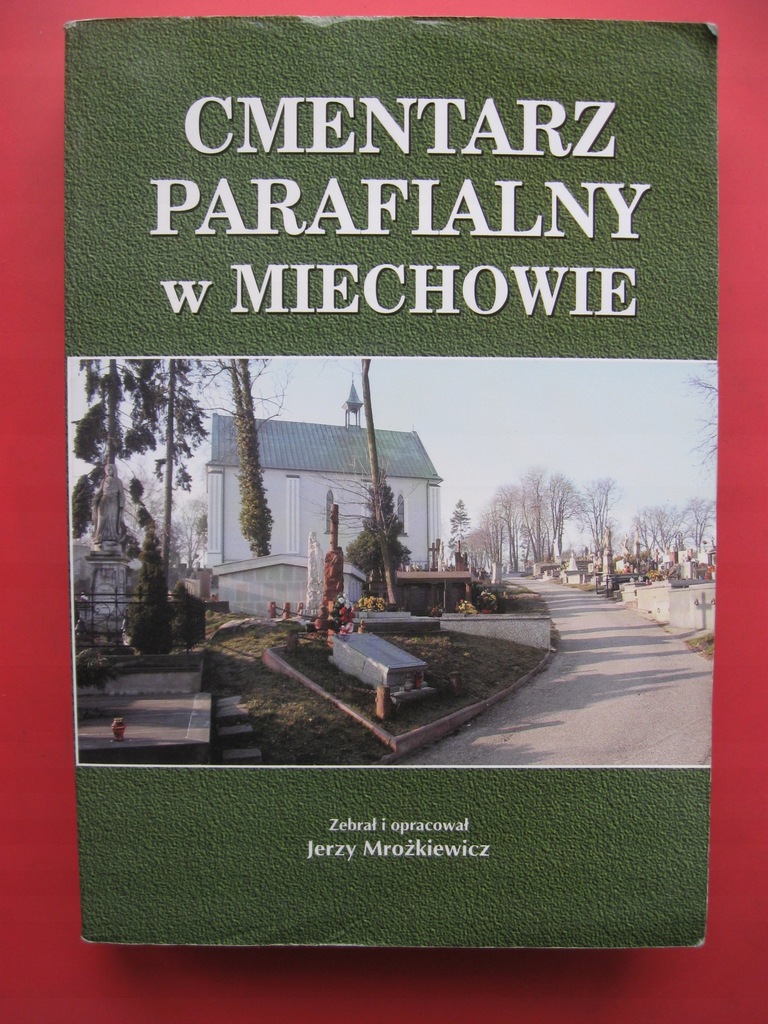 CMENTARZ
PARAFIALNY
w MIECHOWIE
Zebrał i opracował
Jerzy Mrożkiewicz